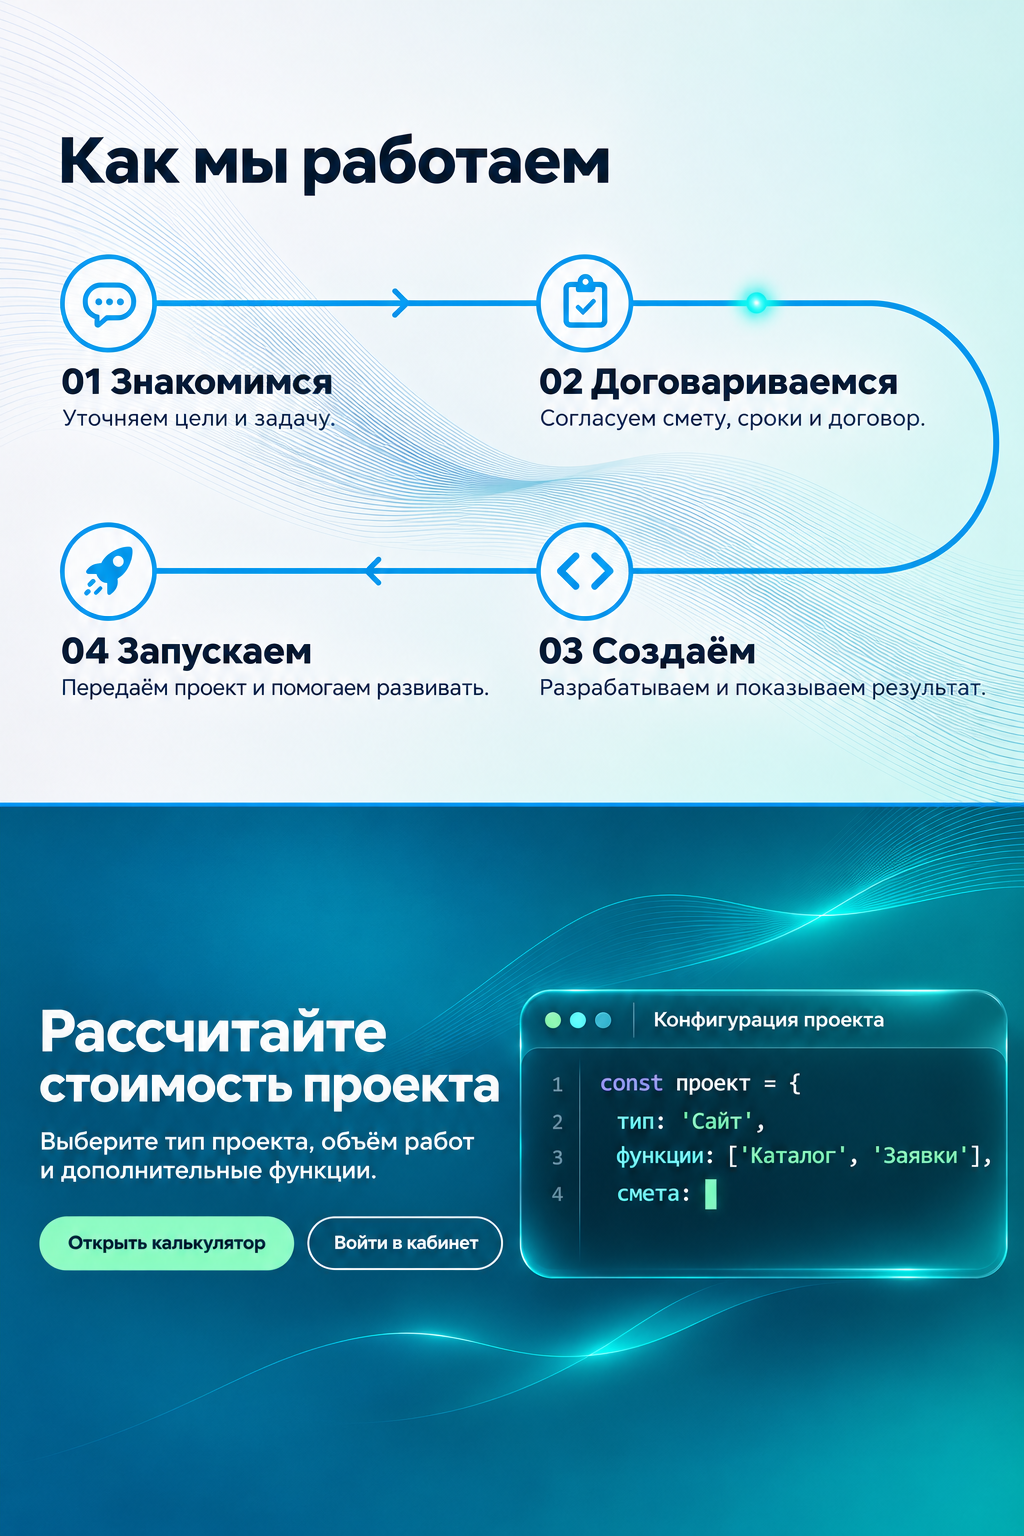 Как мы работаем
01 Знакомимся
Уточняем цели и задачу.
02 Договариваемся
Согласуем смету, сроки и договор.
04 Запускаем
Передаём проект и помогаем развивать.
03 Создаём
Разрабатываем и показываем результат.
Рассчитайте
стоимость проекта
Выберите тип проекта, объём работ
и дополнительные функции.
Открыть калькулятор
Войти в кабинет
Конфигурация проекта
1 const проект = {
2 тип: 'Сайт',
3 функции: ['Каталог', 'Заявки'],
4 смета: